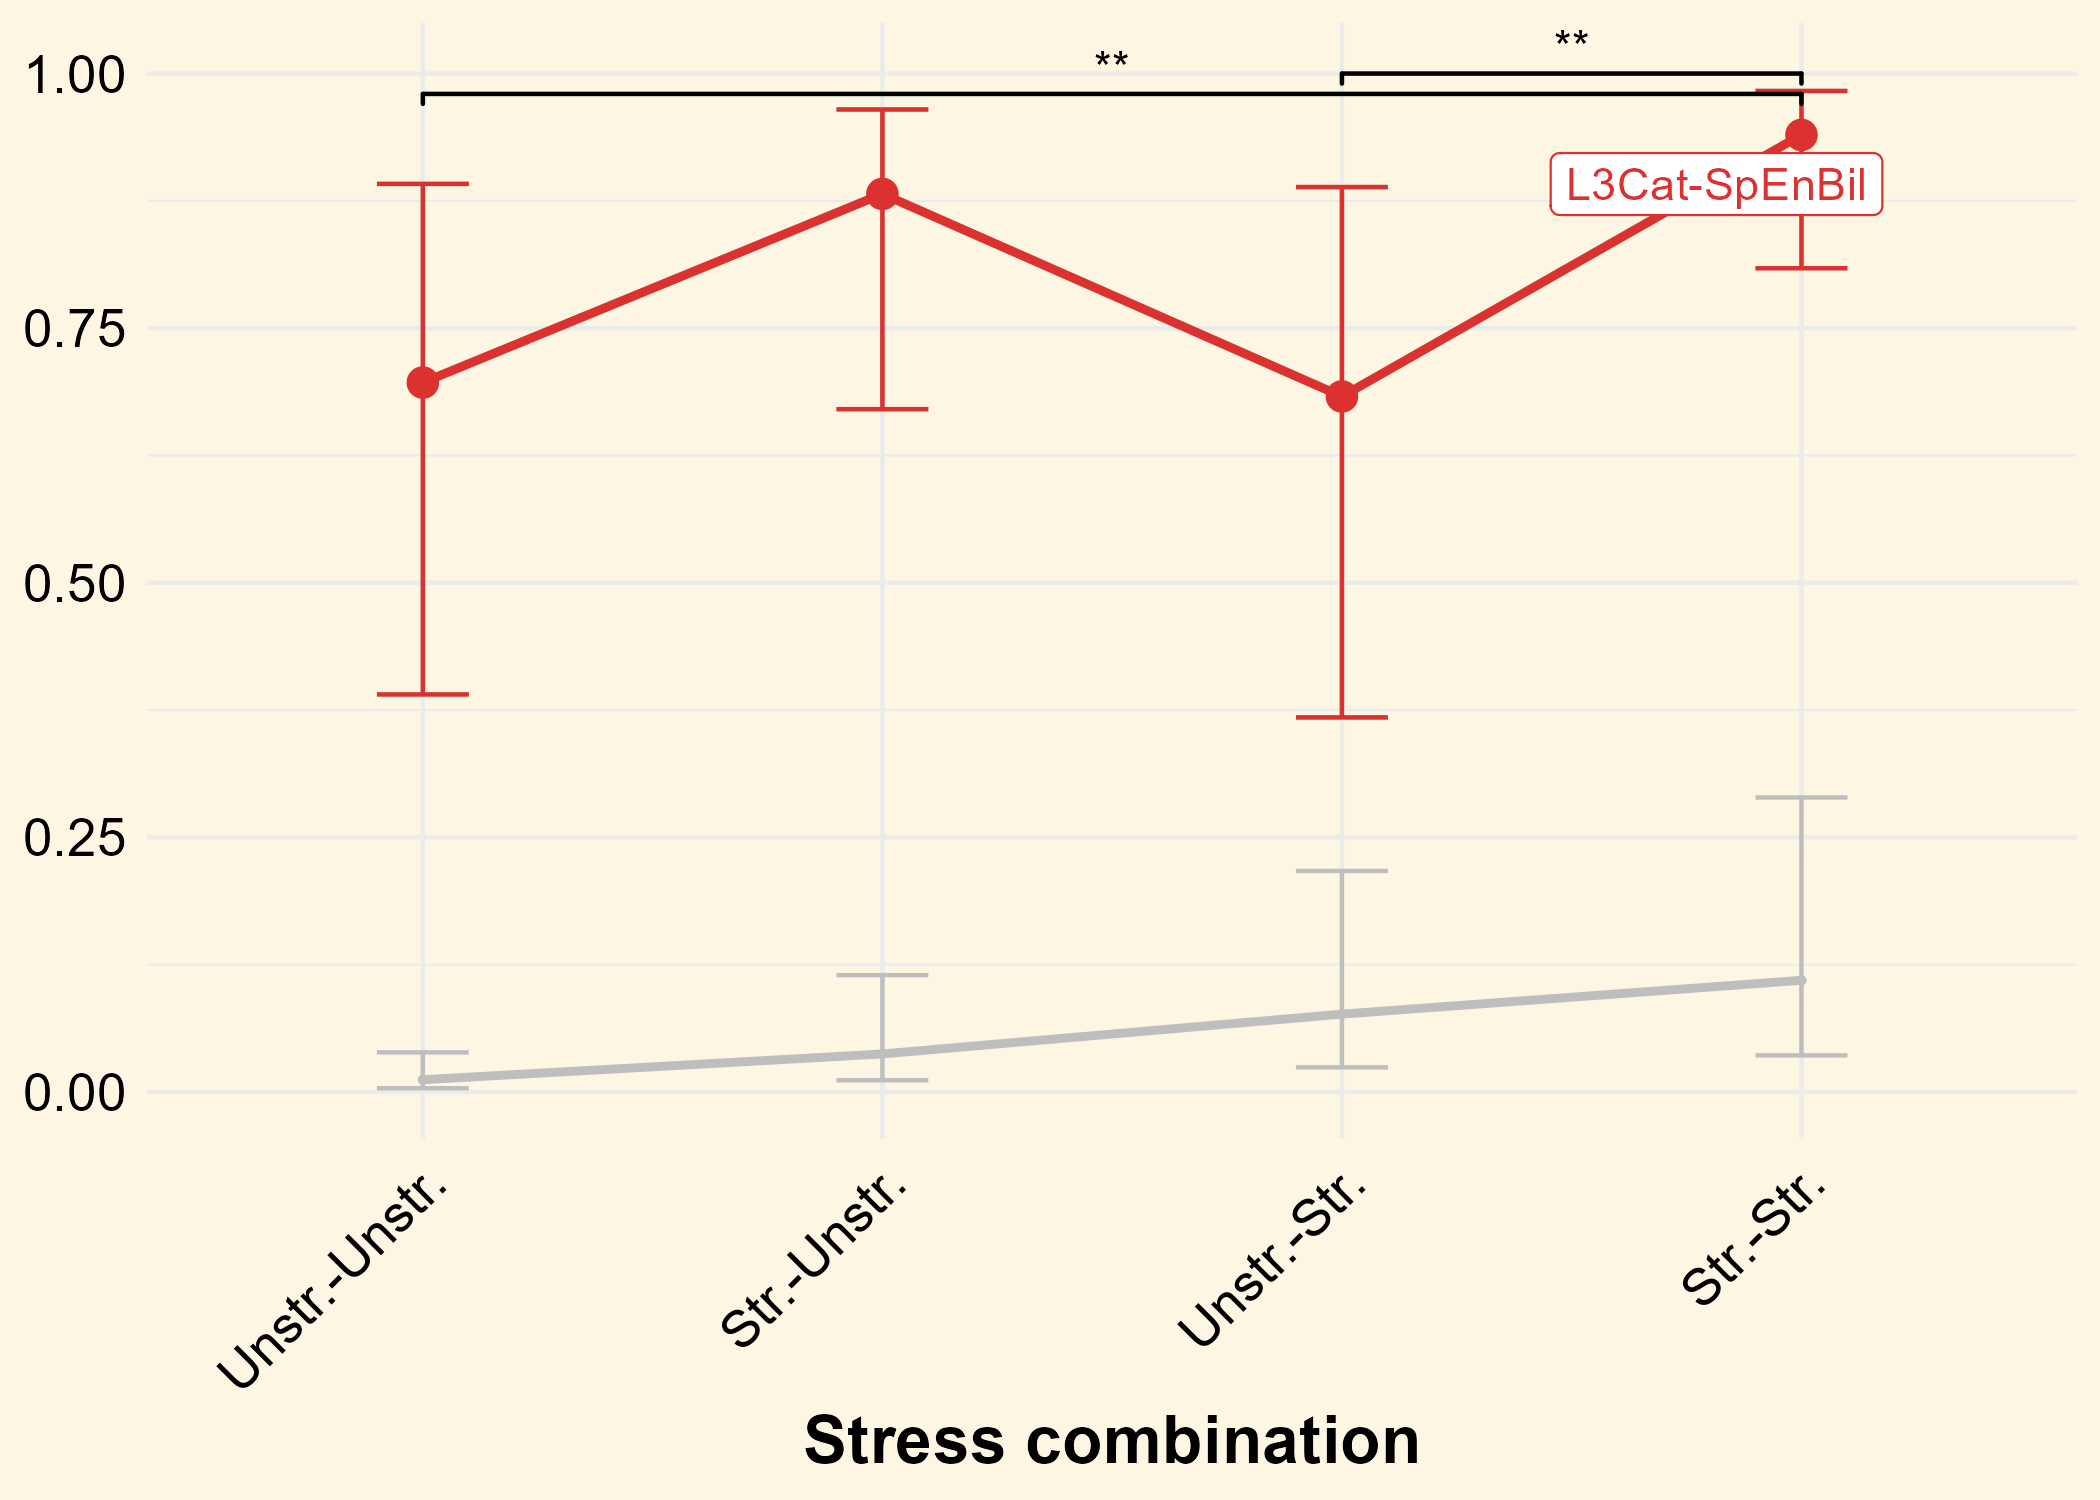 **
**
1.00
L3Cat-SpEnBil
0.75
0.50
0.25
0.00
Unstr.-Unstr.
Str.-Unstr.
Unstr.-Str.
Str.-Str.
Stress combination